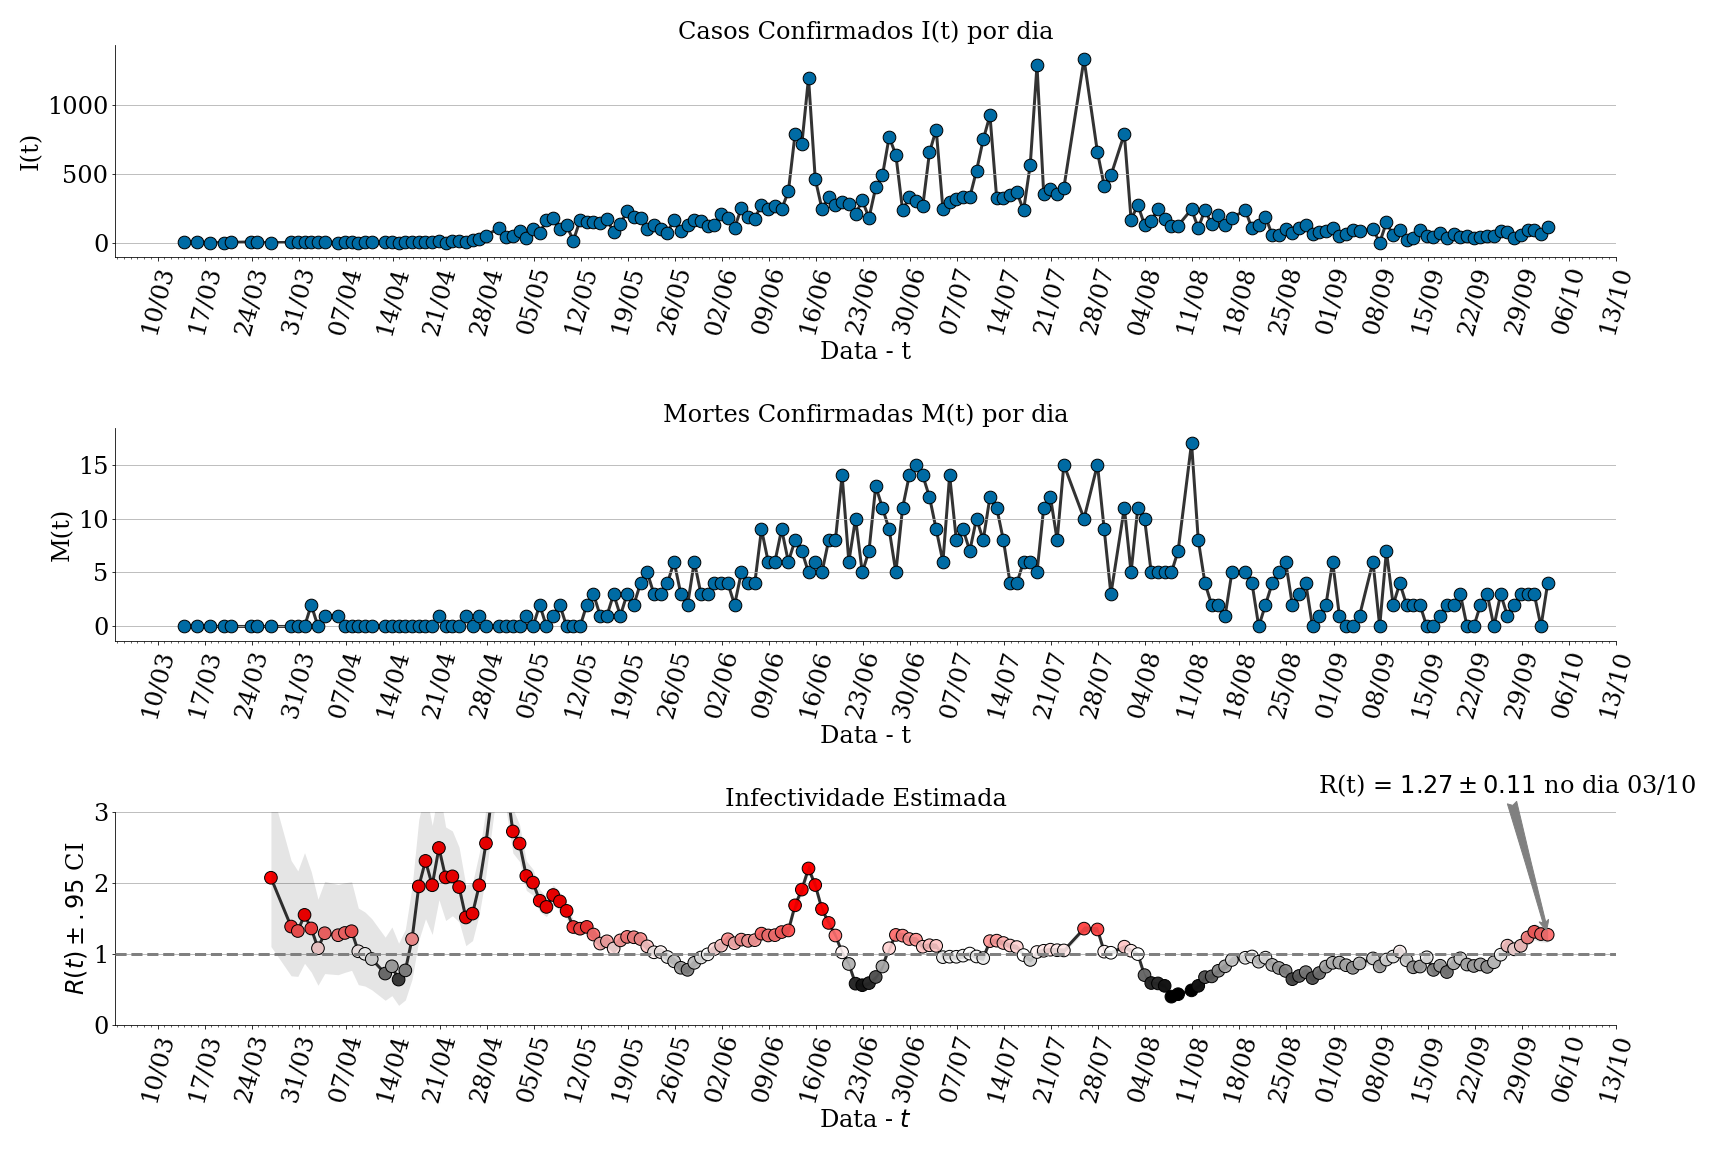 Casos Confirmados I(t) por dia
I(t)
1000
500
0
10/03 17/03 24/03 31/03 07/04 14/04 21/04 28/04 05/05 12/05 19/05 26/05 02/06 09/06 16/06 23/06 30/06 07/07 14/07 21/07 28/07 04/08 11/08 18/08 25/08 01/09 08/09 15/09 22/09 29/09 06/10 13/10
Data - t
Mortes Confirmadas M(t) por dia
M(t)
15
10
5
0
10/03 17/03 24/03 31/03 07/04 14/04 21/04 28/04 05/05 12/05 19/05 26/05 02/06 09/06 16/06 23/06 30/06 07/07 14/07 21/07 28/07 04/08 11/08 18/08 25/08 01/09 08/09 15/09 22/09 29/09 06/10 13/10
Data - t
R(t) = 1.27 ± 0.11 no dia 03/10
Infectividade Estimada
R(t) ± .95 CI
3
2
1
0
10/03 17/03 24/03 31/03 07/04 14/04 21/04 28/04 05/05 12/05 19/05 26/05 02/06 09/06 16/06 23/06 30/06 07/07 14/07 21/07 28/07 04/08 11/08 18/08 25/08 01/09 08/09 15/09 22/09 29/09 06/10 13/10
Data - t